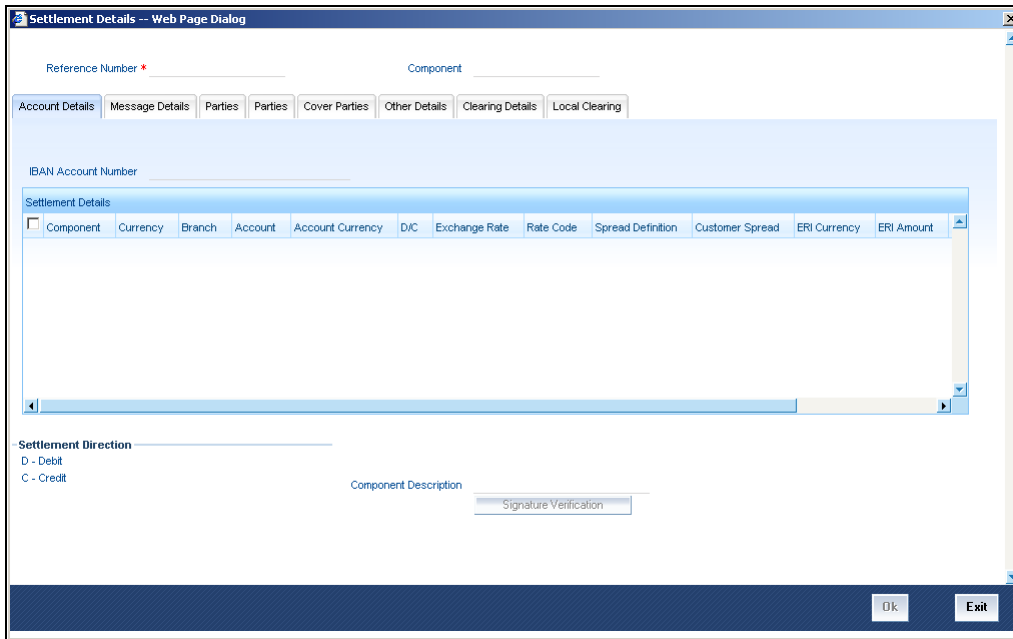 Settlement Details -- Web Page Dialog
Reference Number * Component
Account Details Message Details Parties Parties Cover Parties Other Details Clearing Details Local Clearing
IBAN Account Number
Settlement Details
Component Currency Branch Account Account Currency D/C Exchange Rate Rate Code Spread Definition Customer Spread ERI Currency ERI Amount
Settlement Direction
D - Debit
C - Credit
Component Description
Signature Verification
Ok Exit